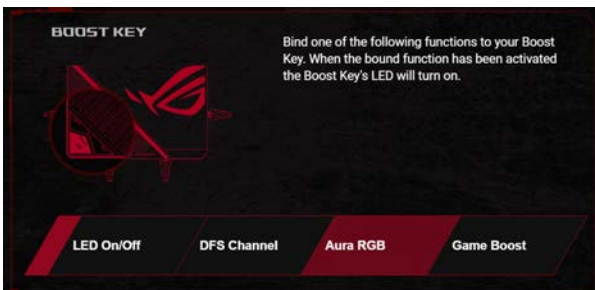 BOOST KEY
Bind one of the following functions to your Boost
Key. When the bound function has been activated
the Boost Key's LED will turn on.
LED On/Off
DFS Channel
Aura RGB
Game Boost